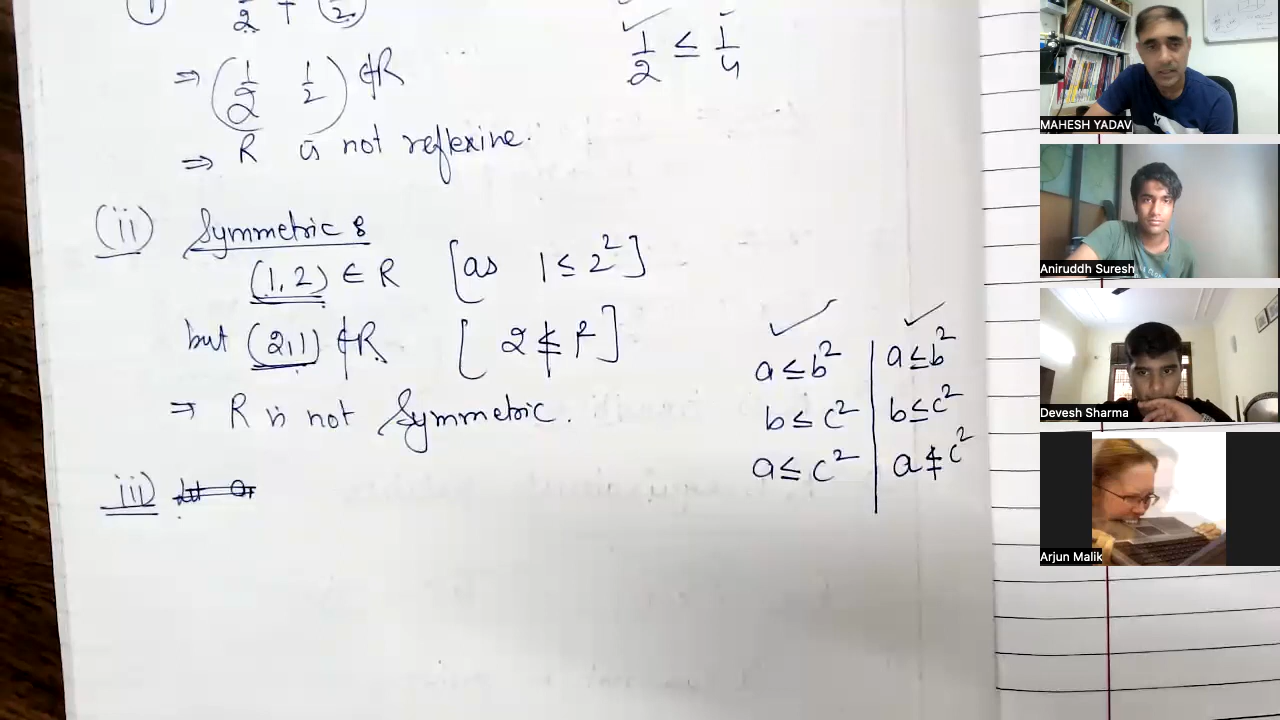 (1/2 1/2) ∉ R
1/2 ≤ 1/4
⇒ R is not reflexive.
(ii) Symmetric :
(1,2) ∈ R [as 1 ≤ 2²]
but (2,1) ∉ R [ 2 ≰ 1² ]
⇒ R is not Symmetric.
iii)
a ≤ b²
b ≤ c²
a ≤ c²
a ≤ b²
b ≤ c²
a ≰ c²
MAHESH YADAV
Aniruddh Suresh
Devesh Sharma
Arjun Malik